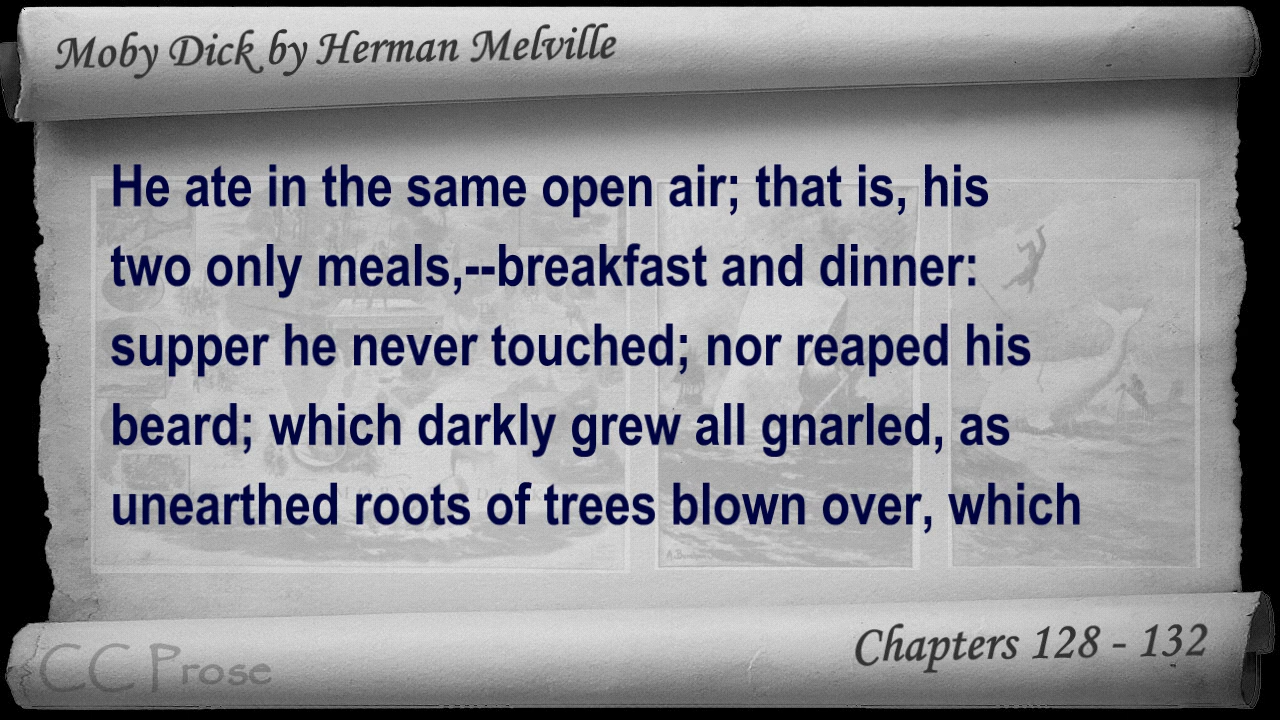 Moby Dick by Herman Melville
He ate in the same open air; that is, his
two only meals,--breakfast and dinner:
supper he never touched; nor reaped his
beard; which darkly grew all gnarled, as
unearthed roots of trees blown over, which
Chapters 128 - 132
CC Prose